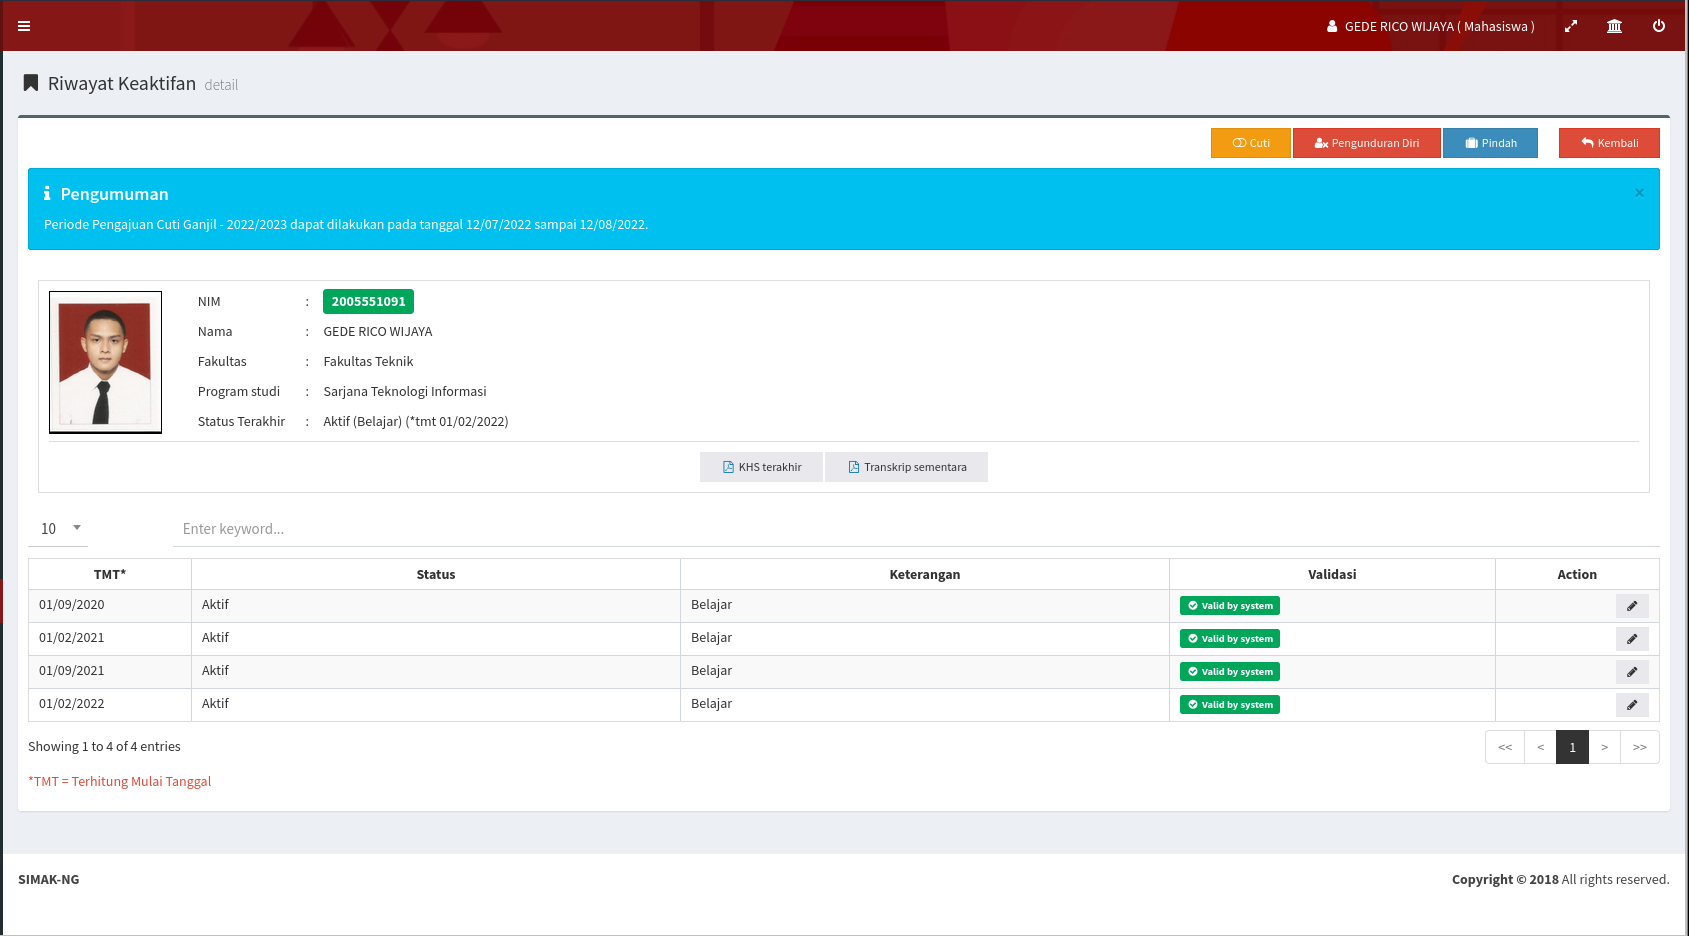 GEDE RICO WIJAYA ( Mahasiswa )
Riwayat Keaktifan detail
Cuti Pengunduran Diri Pindah Kembali
Pengumuman ×
Periode Pengajuan Cuti Ganjil - 2022/2023 dapat dilakukan pada tanggal 12/07/2022 sampai 12/08/2022.
NIM : 2005551091
Nama : GEDE RICO WIJAYA
Fakultas : Fakultas Teknik
Program studi : Sarjana Teknologi Informasi
Status Terakhir : Aktif (Belajar) (*tmt 01/02/2022)
KHS terakhir Transkrip sementara
10 Enter keyword...
TMT* Status Keterangan Validasi Action
01/09/2020 Aktif Belajar Valid by system
01/02/2021 Aktif Belajar Valid by system
01/09/2021 Aktif Belajar Valid by system
01/02/2022 Aktif Belajar Valid by system
Showing 1 to 4 of 4 entries << < 1 > >>
*TMT = Terhitung Mulai Tanggal
SIMAK-NG Copyright © 2018 All rights reserved.